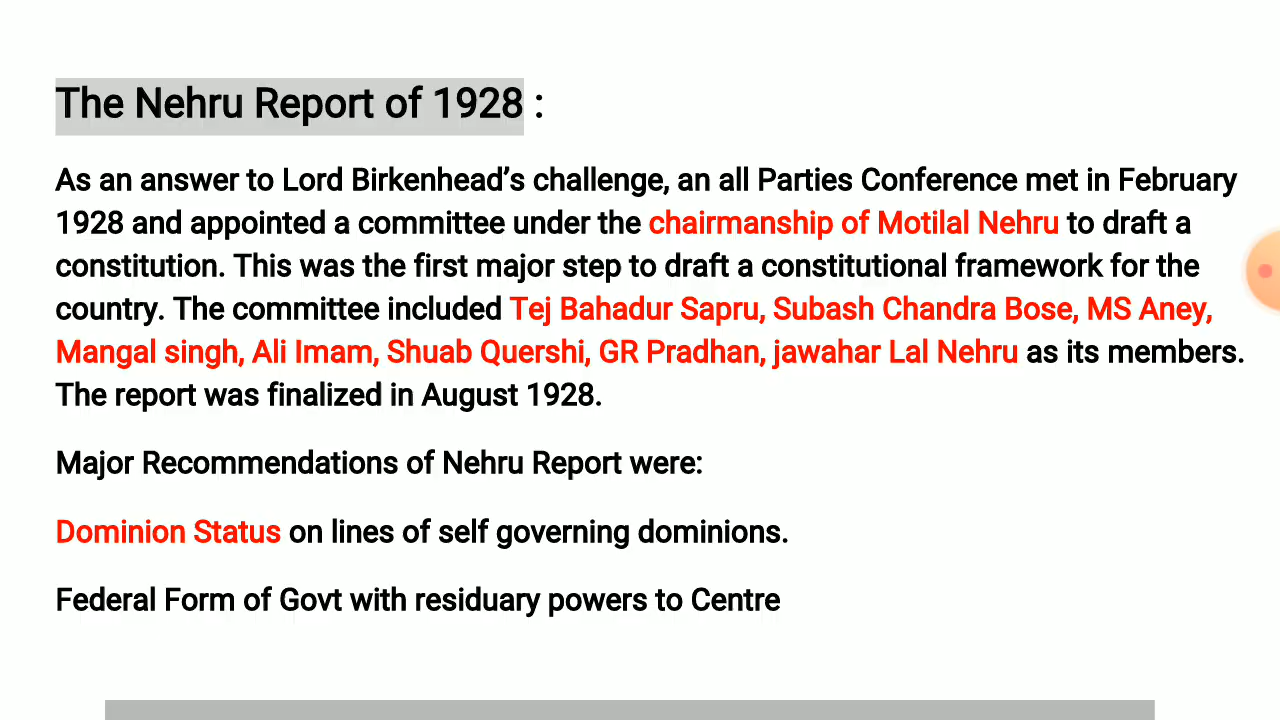 The Nehru Report of 1928 :
As an answer to Lord Birkenhead’s challenge, an all Parties Conference met in February
1928 and appointed a committee under the chairmanship of Motilal Nehru to draft a
constitution. This was the first major step to draft a constitutional framework for the
country. The committee included Tej Bahadur Sapru, Subash Chandra Bose, MS Aney,
Mangal singh, Ali Imam, Shuab Quershi, GR Pradhan, jawahar Lal Nehru as its members.
The report was finalized in August 1928.
Major Recommendations of Nehru Report were:
Dominion Status on lines of self governing dominions.
Federal Form of Govt with residuary powers to Centre